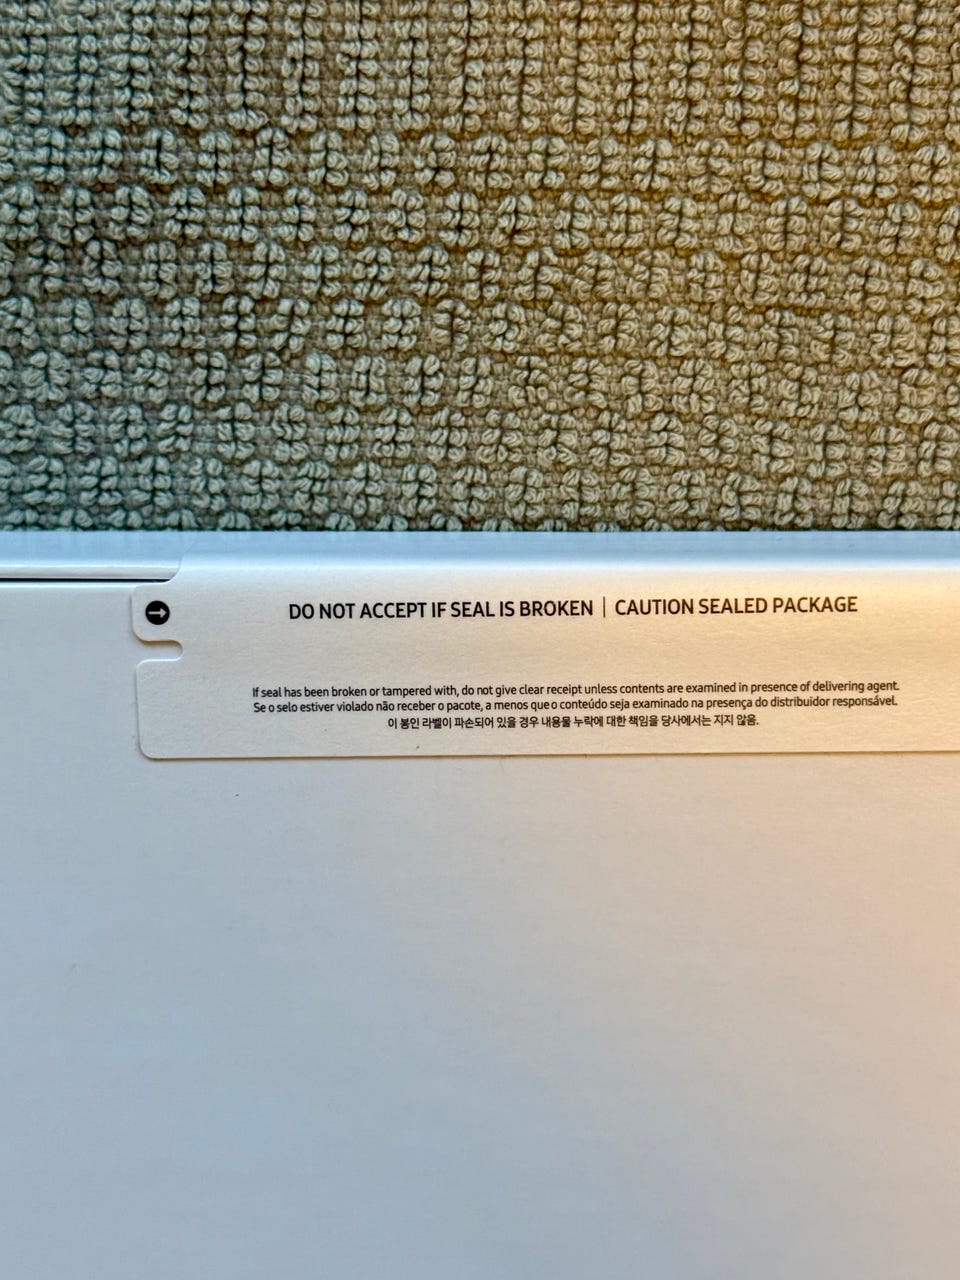 DO NOT ACCEPT IF SEAL IS BROKEN | CAUTION SEALED PACKAGE
If seal has been broken or tampered with, do not give clear receipt unless contents are examined in presence of delivering agent.
Se o selo estiver violado não receber o pacote, a menos que o conteúdo seja examinado na presença do distribuidor responsável.
이 봉인 라벨이 파손되어 있을 경우 내용물 누락에 대한 책임을 당사에서는 지지 않음.